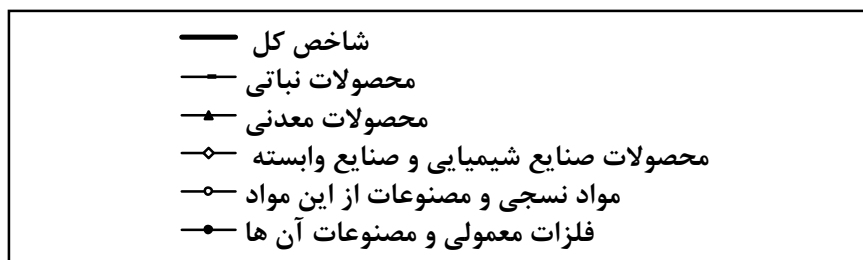 شاخص کل
محصولات نباتی
محصولات معدنی
محصولات صنایع شیمیایی و صنایع وابسته
مواد نسجی و مصنوعات از این مواد
فلزات معمولی و مصنوعات آن ها